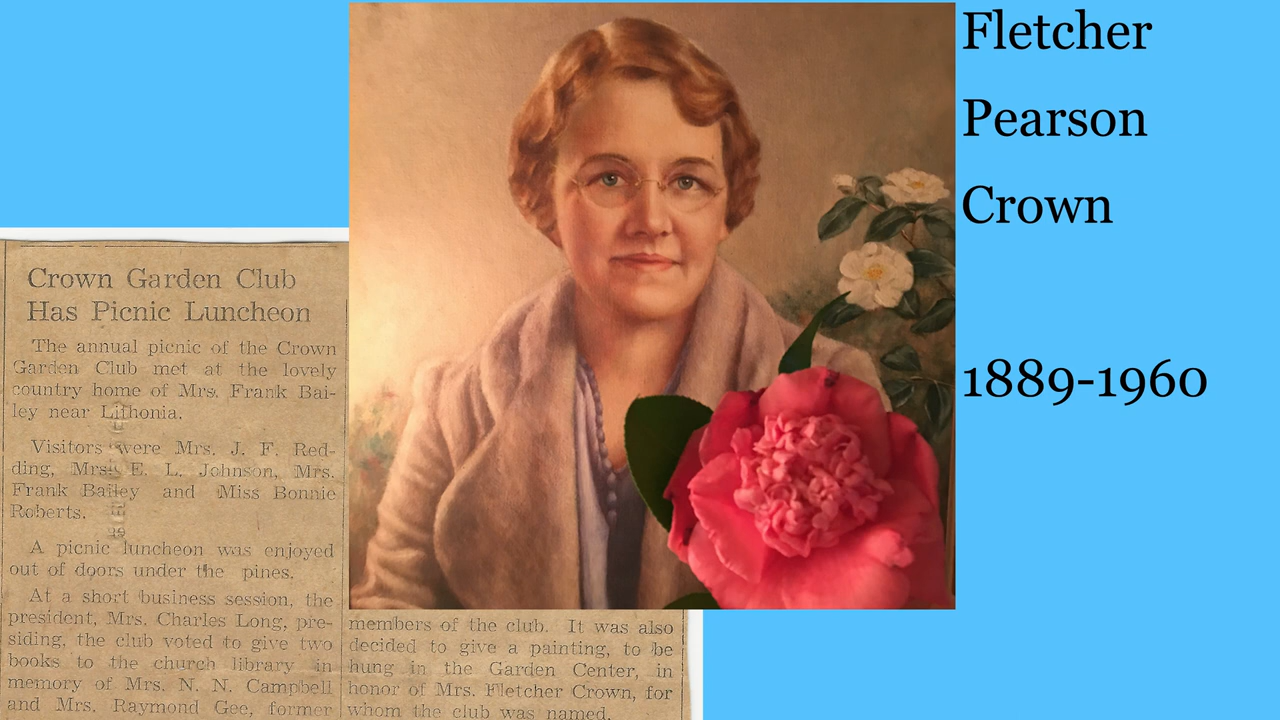 Crown Garden Club
Has Picnic Luncheon
The annual picnic of the Crown
Garden Club met at the lovely
country home of Mrs. Frank Bai-
ley near Lithonia.
Visitors were Mrs. J. F. Red-
ding, Mrs. E. L. Johnson, Mrs.
Frank Bailey and Miss Bonnie
Roberts.
A picnic luncheon was enjoyed
out of doors under the pines.
At a short business session, the
president, Mrs. Charles Long, pre-
siding, the club voted to give two
books to the church library in
memory of Mrs. N. N. Campbell
and Mrs. Raymond Gee, former
members of the club. It was also
decided to give a painting, to be
hung in the Garden Center, in
honor of Mrs. Fletcher Crown, for
whom the club was named.
Fletcher
Pearson
Crown
1889-1960